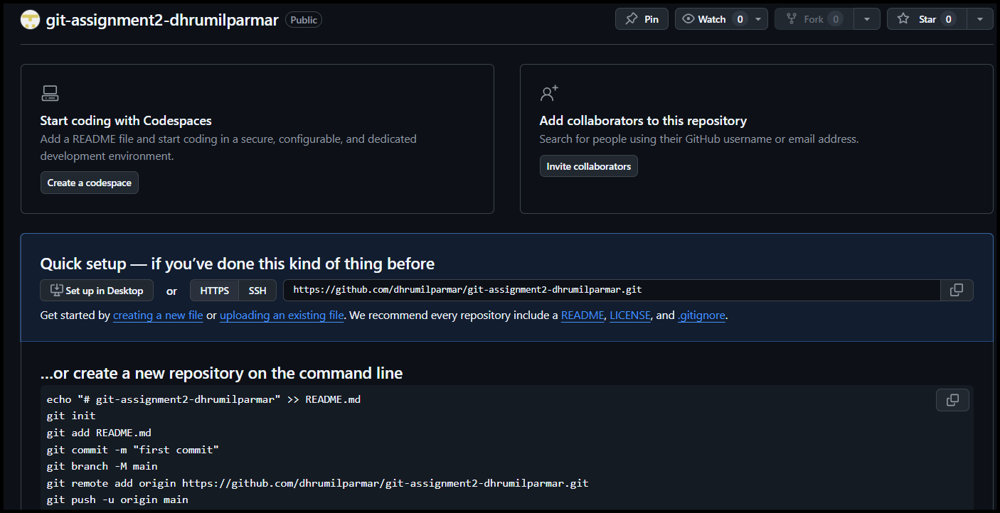 git-assignment2-dhrumilparmar Public
Pin Watch 0 Fork 0 Star 0
Start coding with Codespaces
Add a README file and start coding in a secure, configurable, and dedicated
development environment.
Create a codespace
Add collaborators to this repository
Search for people using their GitHub username or email address.
Invite collaborators
Quick setup — if you’ve done this kind of thing before
Set up in Desktop or HTTPS SSH https://github.com/dhrumilparmar/git-assignment2-dhrumilparmar.git
Get started by creating a new file or uploading an existing file. We recommend every repository include a README, LICENSE, and .gitignore.
…or create a new repository on the command line
echo "# git-assignment2-dhrumilparmar" >> README.md
git init
git add README.md
git commit -m "first commit"
git branch -M main
git remote add origin https://github.com/dhrumilparmar/git-assignment2-dhrumilparmar.git
git push -u origin main